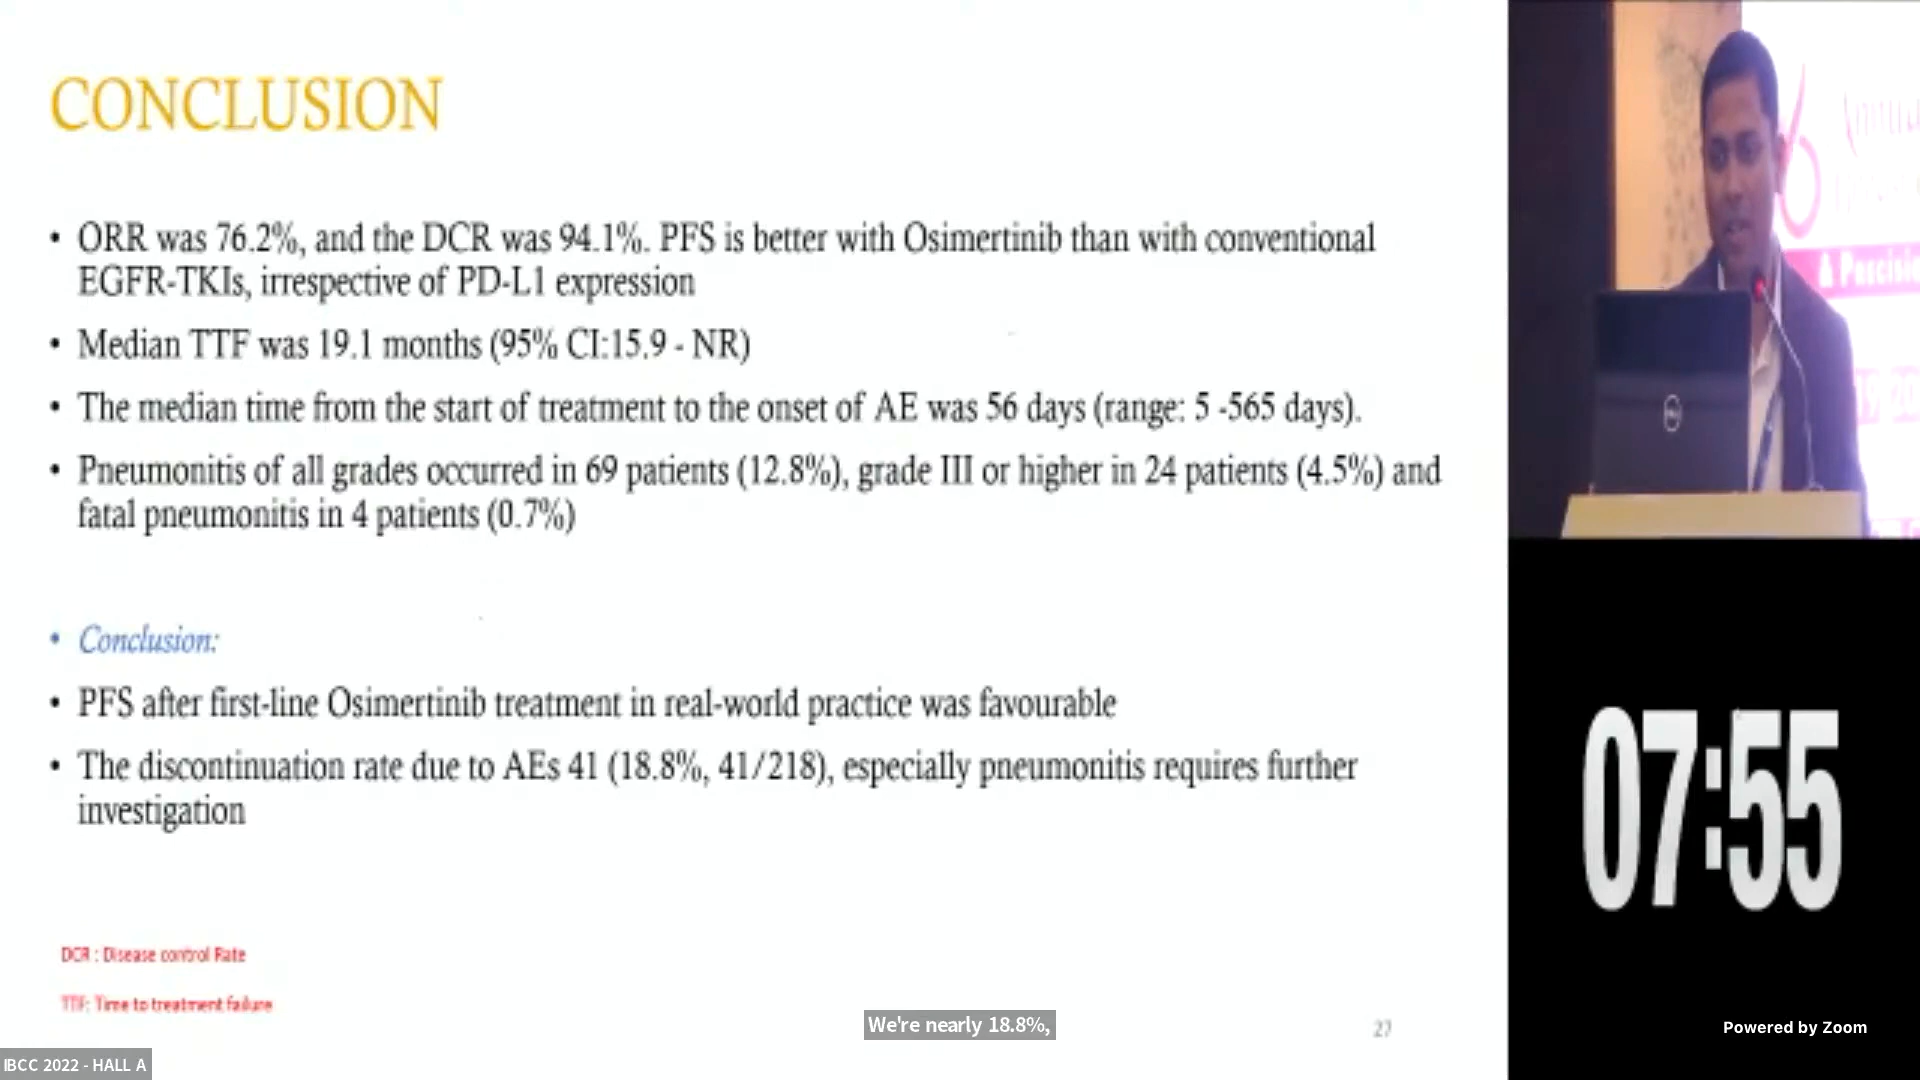 CONCLUSION
• ORR was 76.2%, and the DCR was 94.1%. PFS is better with Osimertinib than with conventional
EGFR-TKIs, irrespective of PD-L1 expression
• Median TTF was 19.1 months (95% CI:15.9 - NR)
• The median time from the start of treatment to the onset of AE was 56 days (range: 5 -565 days).
• Pneumonitis of all grades occurred in 69 patients (12.8%), grade III or higher in 24 patients (4.5%) and
fatal pneumonitis in 4 patients (0.7%)
• Conclusion:
• PFS after first-line Osimertinib treatment in real-world practice was favourable
• The discontinuation rate due to AEs 41 (18.8%, 41/218), especially pneumonitis requires further
investigation
DCR : Disease control Rate
TTF: Time to treatment failure
27
We're nearly 18.8%,
IBCC 2022 - HALL A
07:55
Powered by Zoom